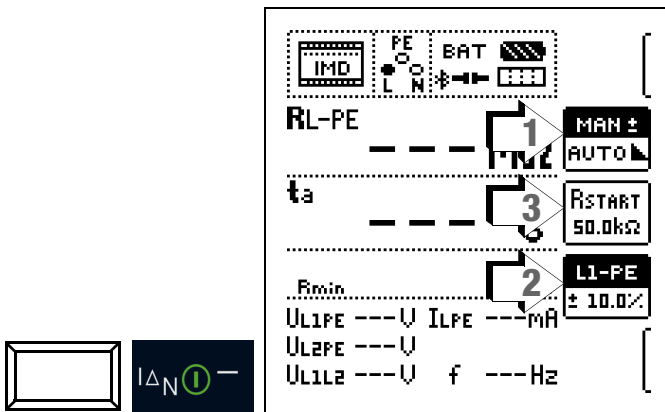 PE
BAT
IMD
L N
RL-PE
1
MAN ±
AUTO
--- MΩ
ta
3
RSTART
50.0kΩ
---
2
L1-PE
± 10.0%
Rmin
UL1PE ---V ILPE ---mA
UL2PE ---V
UL1L2 ---V f ---Hz
I∆N